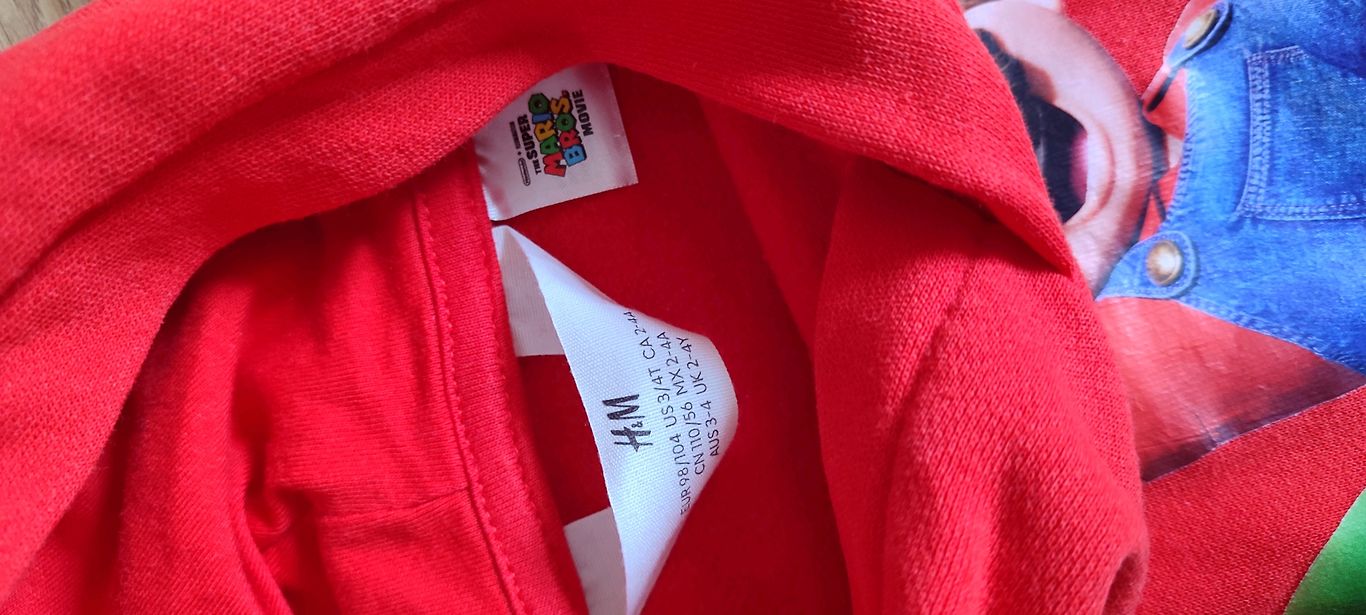 THE SUPER
MARIO
BROS.
MOVIE
H&M
EUR 98/104 US 3/4T CA 2-4A
CN 110/56 MX 2-4A
AUS 3-4 UK 2-4Y